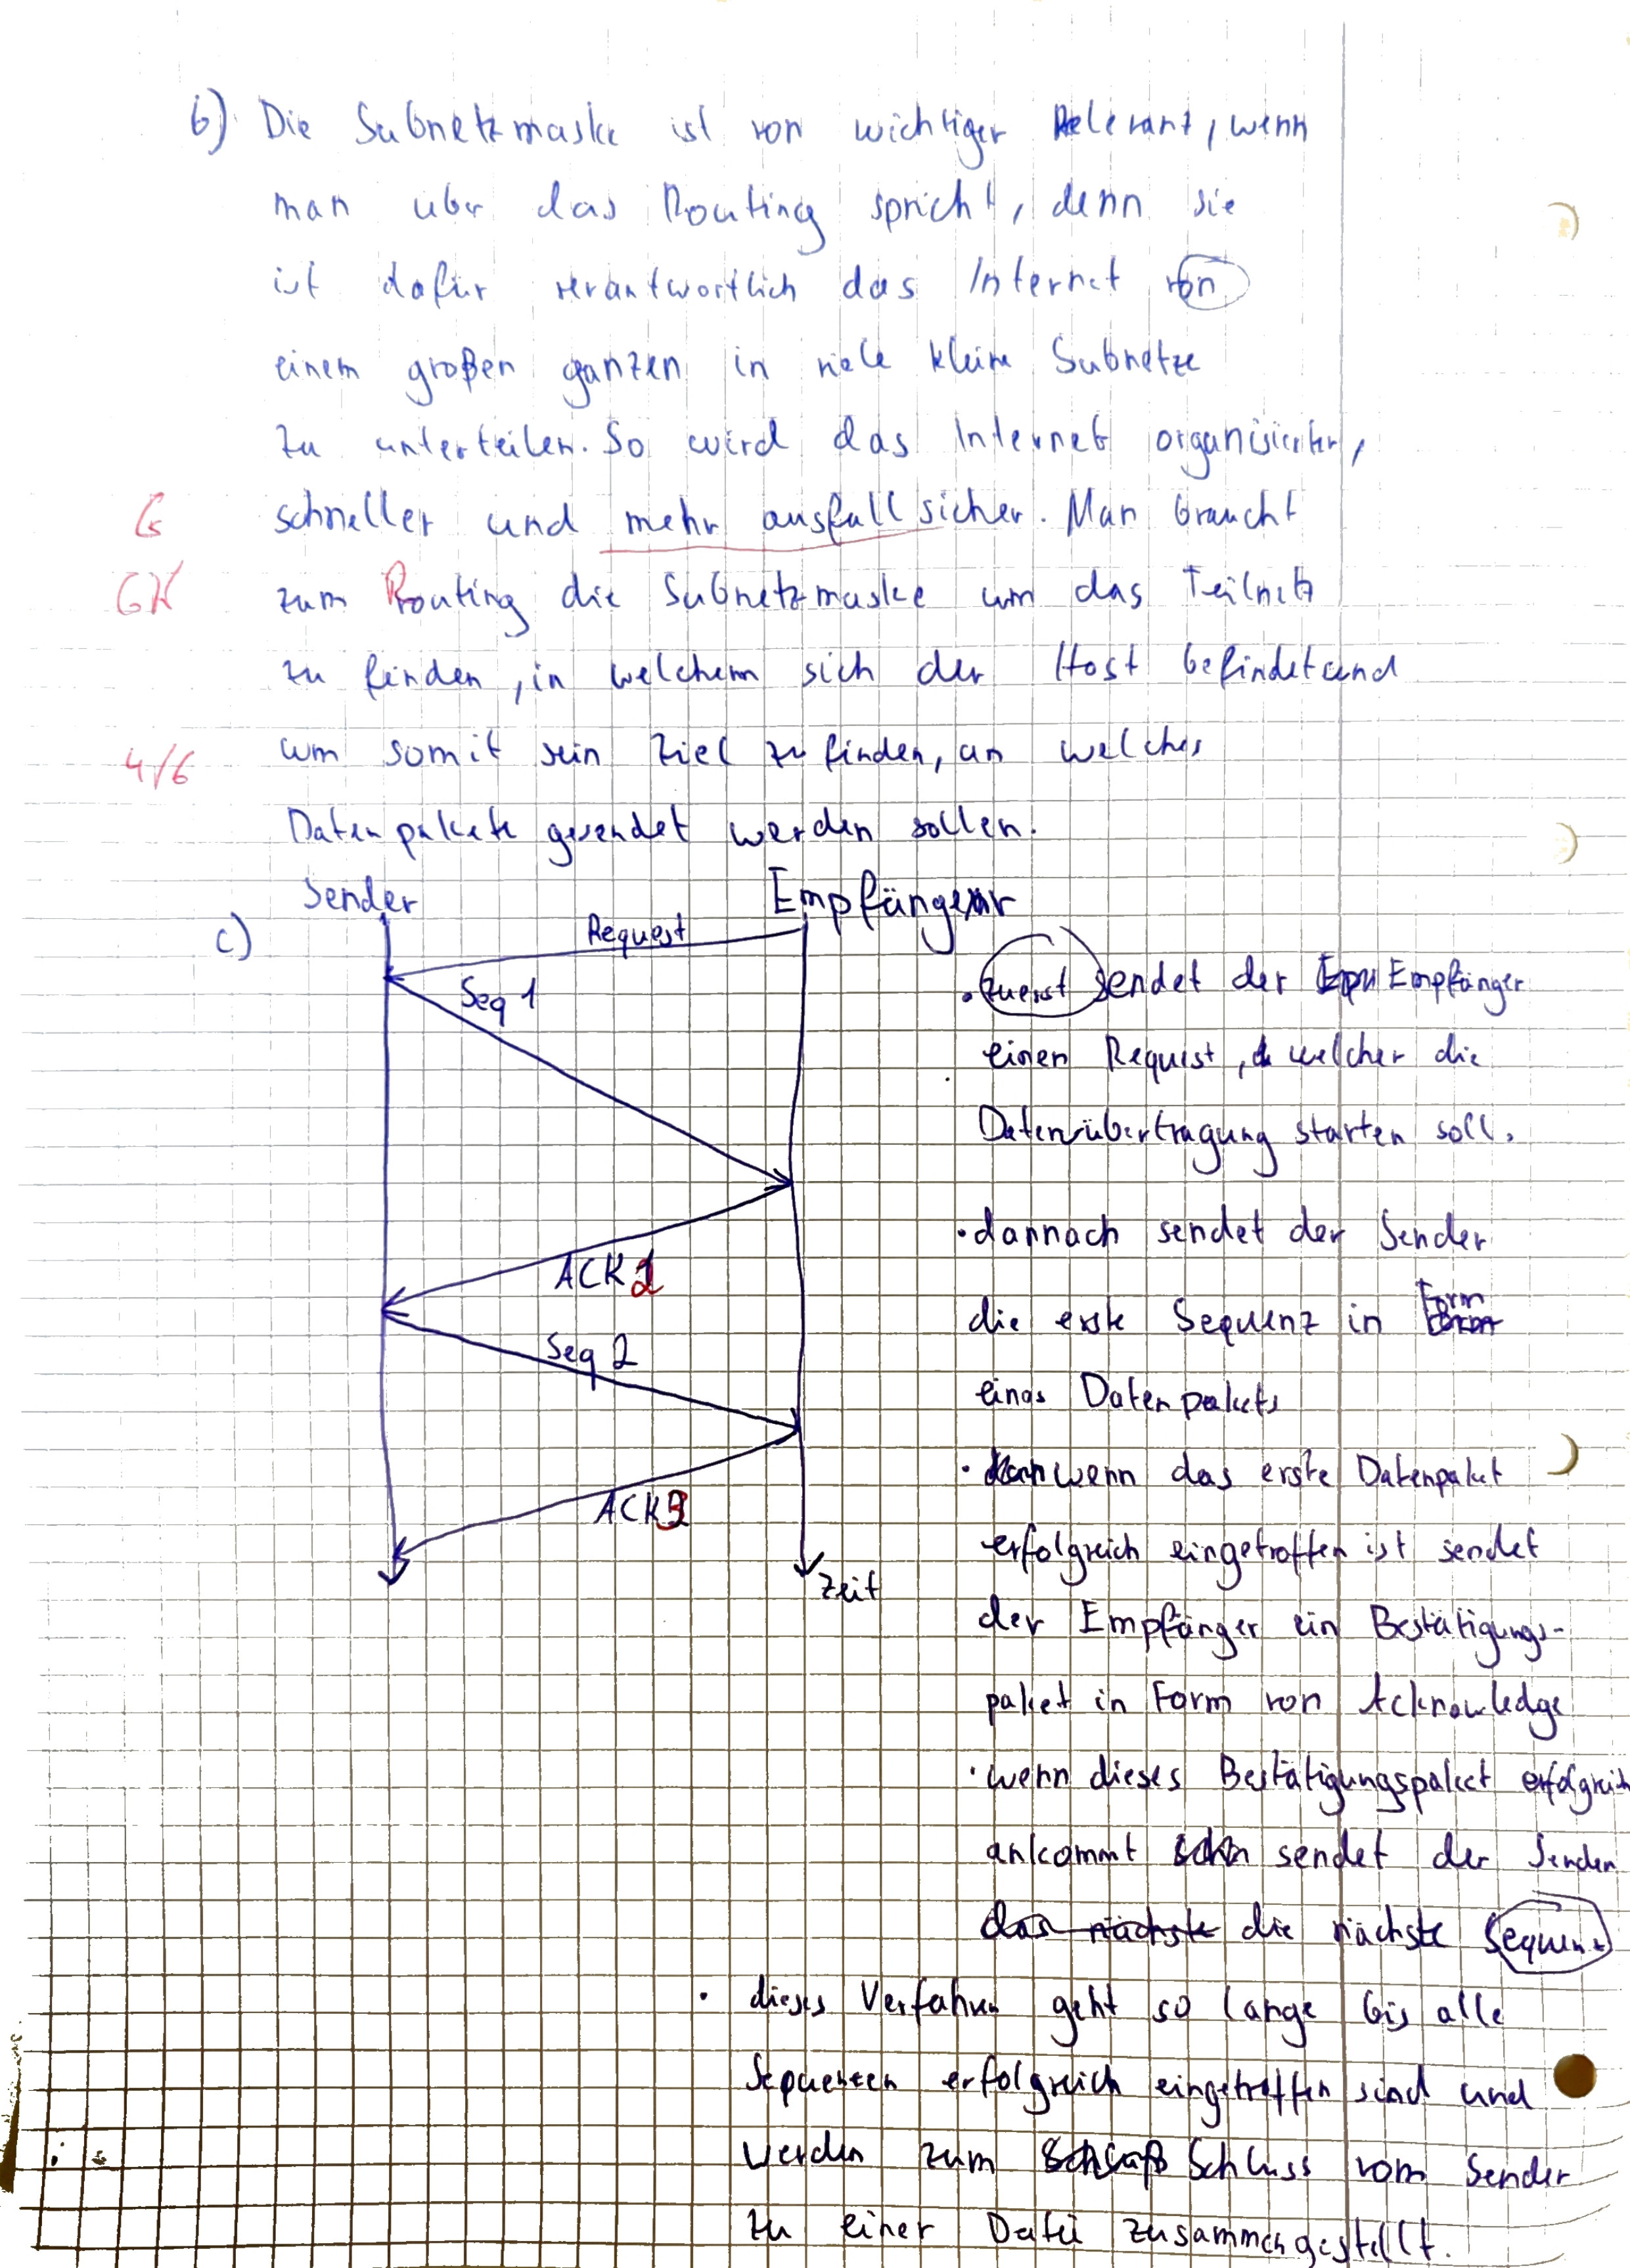 b) Die Subnetzmaske ist von wichtiger Relevant, wenn
man über das Routing spricht, denn sie
ist dafür verantwortlich das Internet von
einem großen ganzen in viele kleine Subnetze
zu unterteilen. So wird das Internet organisierter,
schneller und mehr ausfallsicher. Man braucht
G
zum Routing die Subnetzmaske um das Teilnetz
GK
zu finden, in welchem sich der Host befindet und
um somit sein Ziel zu finden, an welches
4/6
Datenpakete gesendet werden sollen.
c)
Sender
Empfänger
Request
Seq 1
ACK 2
Seq 2
ACK 3
Zeit
• zuerst sendet der Empfänger
einen Request, welcher die
Datenübertragung starten soll.
• dannach sendet der Sender
die erste Sequenz in Form
eines Datenpakets
• wenn das erste Datenpaket
erfolgreich eingetroffen ist sendet
der Empfänger ein Bestätigungs-
paket in Form von Acknowledge
• wenn dieses Bestätigungspaket erfolgreich
ankommt sendet der Sender
das nächste die nächste Sequenz
• dieses Verfahren geht so lange bis alle
Sequenzen erfolgreich eingetroffen sind und
werden zum Schluss vom Sender
zu einer Datei zusammengestellt.